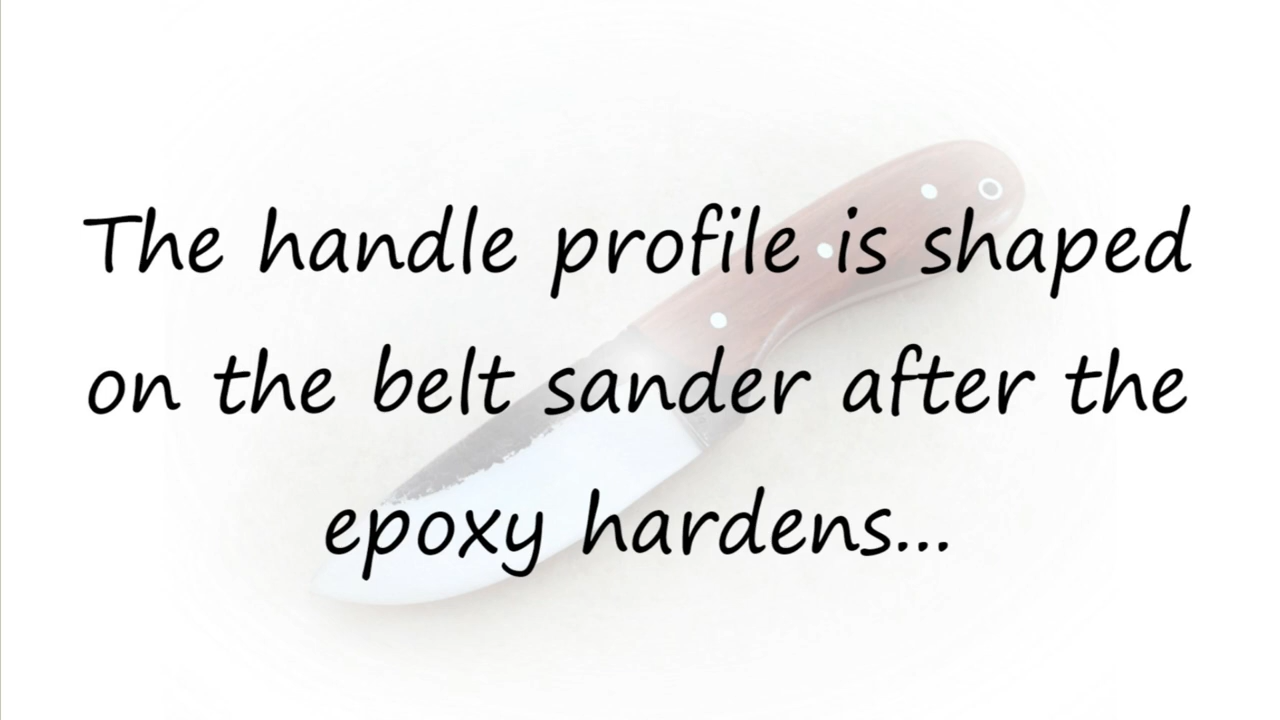 The handle profile is shaped
on the belt sander after the
epoxy hardens...